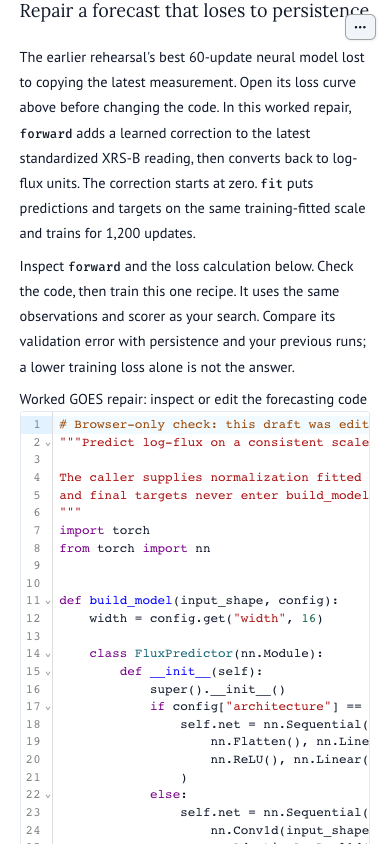 Repair a forecast that loses to persistence
The earlier rehearsal's best 60-update neural model lost
to copying the latest measurement. Open its loss curve
above before changing the code. In this worked repair,
forward adds a learned correction to the latest
standardized XRS-B reading, then converts back to log-
flux units. The correction starts at zero. fit puts
predictions and targets on the same training-fitted scale
and trains for 1,200 updates.
Inspect forward and the loss calculation below. Check
the code, then train this one recipe. It uses the same
observations and scorer as your search. Compare its
validation error with persistence and your previous runs;
a lower training loss alone is not the answer.
Worked GOES repair: inspect or edit the forecasting code
1 # Browser-only check: this draft was edit
2 """Predict log-flux on a consistent scale
3
4 The caller supplies normalization fitted
5 and final targets never enter build_model
6 """
7 import torch
8 from torch import nn
9
10
11 def build_model(input_shape, config):
12 width = config.get("width", 16)
13
14 class FluxPredictor(nn.Module):
15 def __init__(self):
16 super().__init__()
17 if config["architecture"] ==
18 self.net = nn.Sequential(
19 nn.Flatten(), nn.Line
20 nn.ReLU(), nn.Linear(
21 )
22 else:
23 self.net = nn.Sequential(
24 nn.Conv1d(input_shape